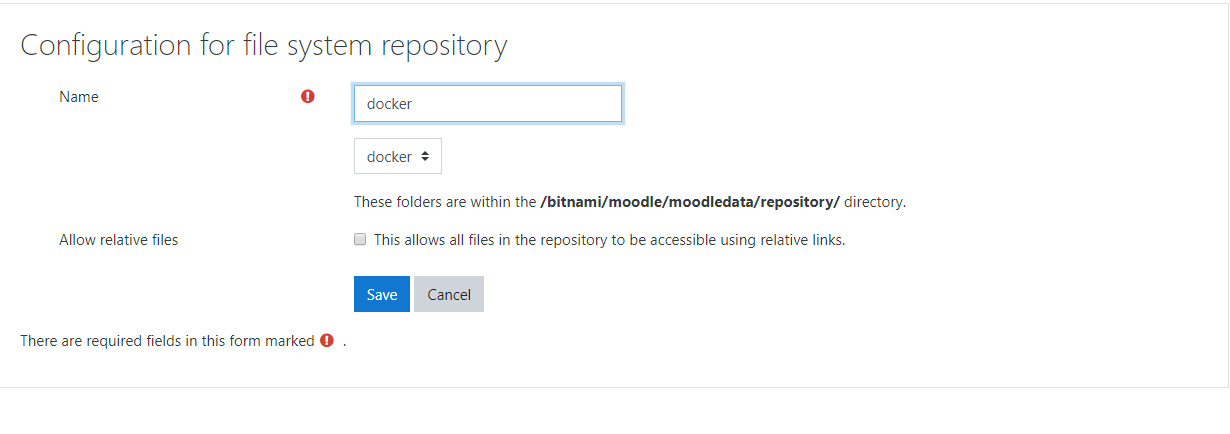 Configuration for file system repository
Name
docker
docker
These folders are within the /bitnami/moodle/moodledata/repository/ directory.
Allow relative files This allows all files in the repository to be accessible using relative links.
Save Cancel
There are required fields in this form marked .